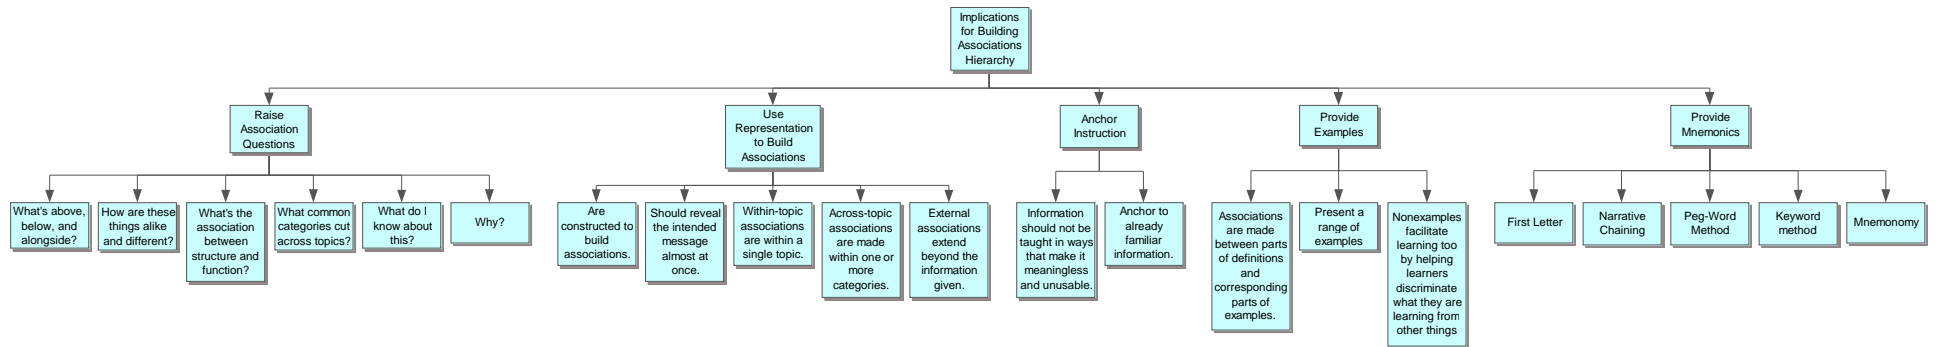 Implications
for Building
Associations
Hierarchy
Raise
Association
Questions
Use
Representation
to Build
Associations
Anchor
Instruction
Provide
Examples
Provide
Mnemonics
What's above,
below, and
alongside?
How are these
things alike
and different?
What's the
association
between
structure and
function?
What common
categories cut
across topics?
What do I
know about
this?
Why?
Are
constructed to
build
associations.
Should reveal
the intended
message
almost at
once.
Within-topic
associations
are within a
single topic.
Across-topic
associations
are made
within one or
more
categories.
External
associations
extend
beyond the
information
given.
Information
should not be
taught in ways
that make it
meaningless
and unusable.
Anchor to
already
familiar
information.
Associations
are made
between parts
of definitions
and
corresponding
parts of
examples.
Present a
range of
examples
Nonexamples
facilitate
learning too
by helping
learners
discriminate
what they are
learning from
other things
First Letter
Narrative
Chaining
Peg-Word
Method
Keyword
method
Mnemonomy